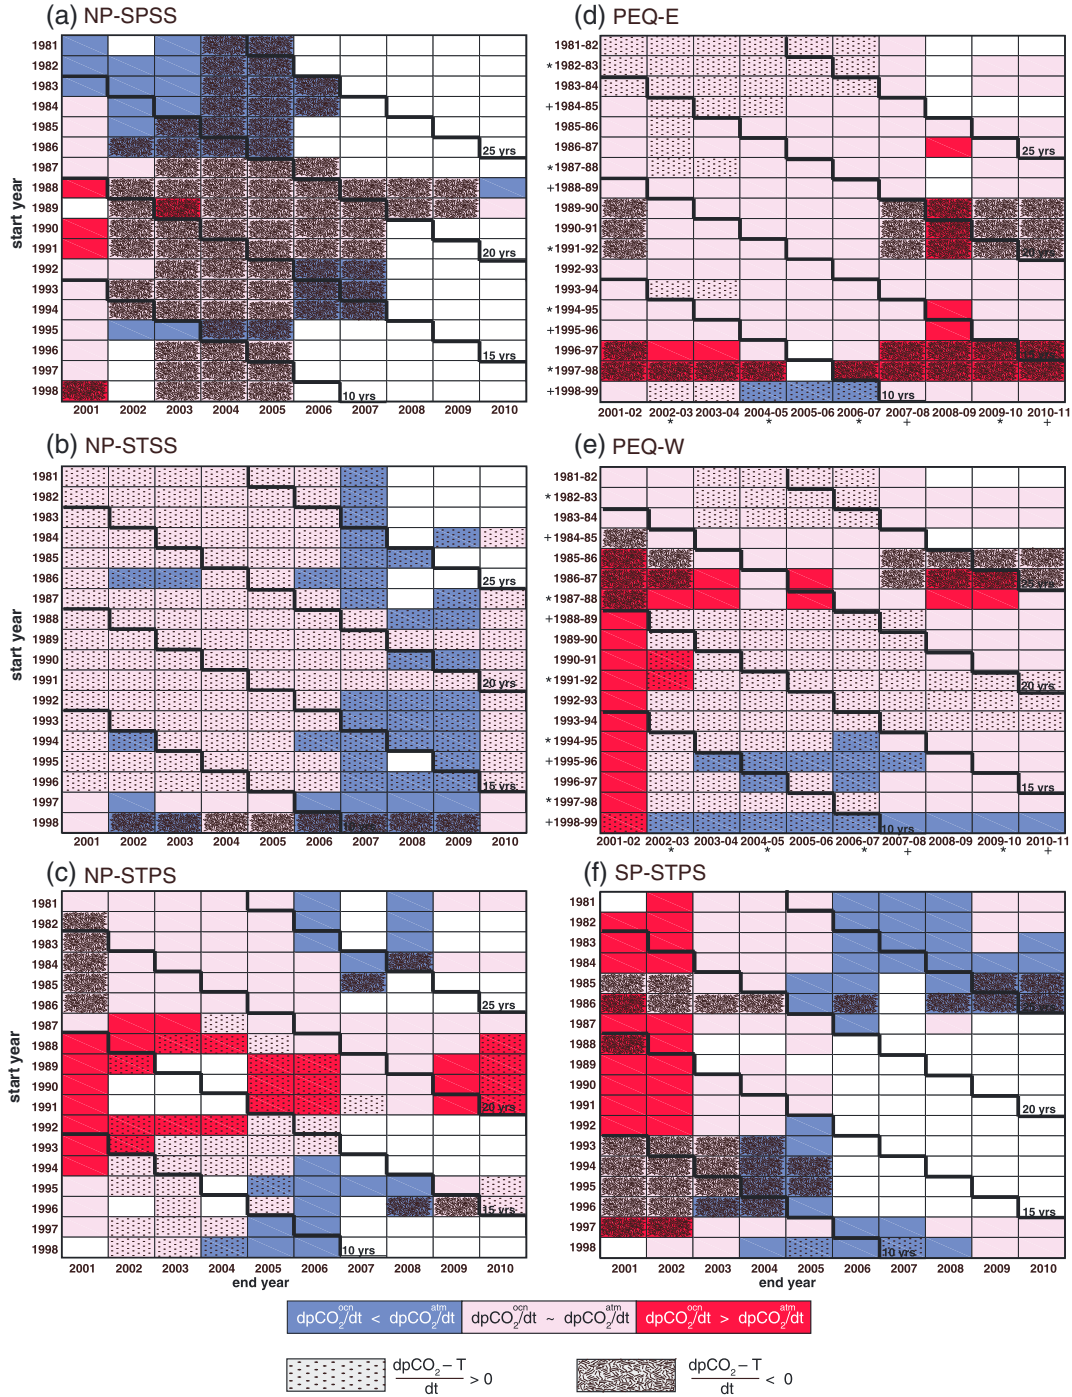 (a) NP-SPSS
1981
1982
1983
1984
1985
1986
1987
1988
1989
1990
1991
1992
1993
1994
1995
1996
1997
1998
start year
25 yrs
20 yrs
15 yrs
10 yrs
2001 2002 2003 2004 2005 2006 2007 2008 2009 2010
(d) PEQ-E
1981-82
*1982-83
1983-84
+1984-85
1985-86
1986-87
*1987-88
+1988-89
1989-90
1990-91
*1991-92
1992-93
1993-94
*1994-95
+1995-96
1996-97
*1997-98
+1998-99
25 yrs
10 yrs
2001-02 2002-03 2003-04 2004-05 2005-06 2006-07 2007-08 2008-09 2009-10 2010-11
* * * + * +
(b) NP-STSS
1981
1982
1983
1984
1985
1986
1987
1988
1989
1990
1991
1992
1993
1994
1995
1996
1997
1998
start year
25 yrs
20 yrs
15 yrs
2001 2002 2003 2004 2005 2006 2007 2008 2009 2010
(e) PEQ-W
1981-82
*1982-83
1983-84
+1984-85
1985-86
1986-87
*1987-88
+1988-89
1989-90
1990-91
*1991-92
1992-93
1993-94
*1994-95
+1995-96
1996-97
*1997-98
+1998-99
20 yrs
15 yrs
10 yrs
2001-02 2002-03 2003-04 2004-05 2005-06 2006-07 2007-08 2008-09 2009-10 2010-11
* * * + * +
(c) NP-STPS
1981
1982
1983
1984
1985
1986
1987
1988
1989
1990
1991
1992
1993
1994
1995
1996
1997
1998
start year
25 yrs
20 yrs
15 yrs
10 yrs
2001 2002 2003 2004 2005 2006 2007 2008 2009 2010
end year
(f) SP-STPS
1981
1982
1983
1984
1985
1986
1987
1988
1989
1990
1991
1992
1993
1994
1995
1996
1997
1998
20 yrs
15 yrs
10 yrs
2001 2002 2003 2004 2005 2006 2007 2008 2009 2010
end year
dpCO₂ᵒᶜⁿ/dt < dpCO₂ᵃᵗᵐ/dt
dpCO₂ᵒᶜⁿ/dt ~ dpCO₂ᵃᵗᵐ/dt
dpCO₂ᵒᶜⁿ/dt > dpCO₂ᵃᵗᵐ/dt
dpCO₂ – T
dt
> 0
dpCO₂ – T
dt
< 0